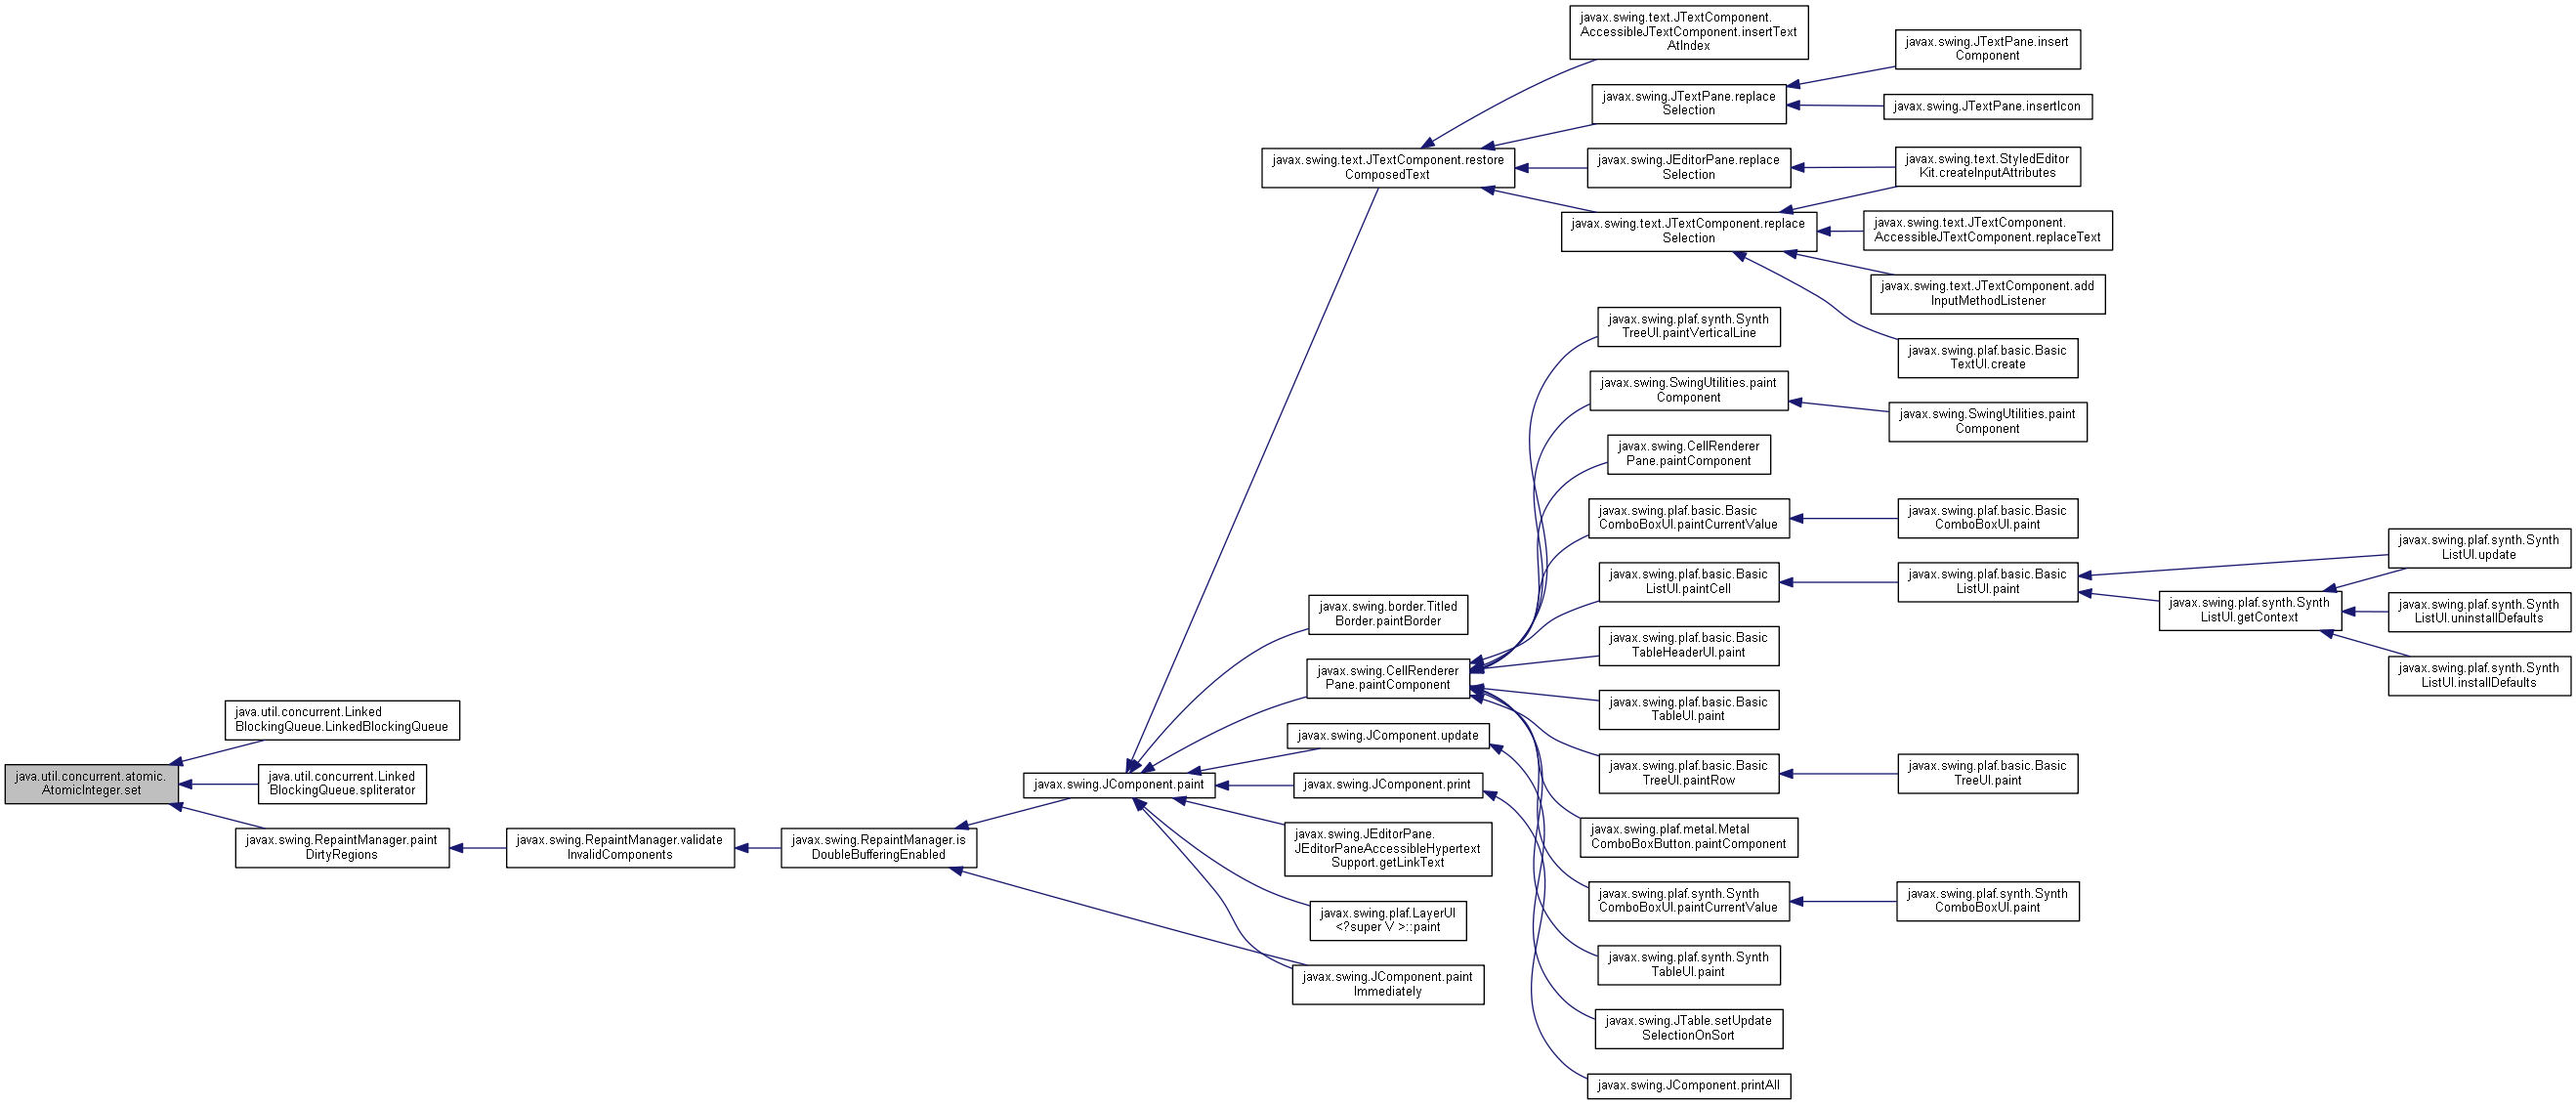 java.util.concurrent.atomic.
AtomicInteger.set
java.util.concurrent.Linked
BlockingQueue.LinkedBlockingQueue
java.util.concurrent.Linked
BlockingQueue.spliterator
javax.swing.RepaintManager.paint
DirtyRegions
javax.swing.RepaintManager.validate
InvalidComponents
javax.swing.RepaintManager.is
DoubleBufferingEnabled
javax.swing.JComponent.paint
javax.swing.text.JTextComponent.restore
ComposedText
javax.swing.border.Titled
Border.paintBorder
javax.swing.CellRenderer
Pane.paintComponent
javax.swing.JComponent.update
javax.swing.JComponent.print
javax.swing.JEditorPane.
JEditorPaneAccessibleHypertext
Support.getLinkText
javax.swing.plaf.LayerUI
<?super V >::paint
javax.swing.JComponent.paint
Immediately
javax.swing.text.JTextComponent.
AccessibleJTextComponent.insertText
AtIndex
javax.swing.JTextPane.replace
Selection
javax.swing.JEditorPane.replace
Selection
javax.swing.text.JTextComponent.replace
Selection
javax.swing.plaf.synth.Synth
TreeUI.paintVerticalLine
javax.swing.SwingUtilities.paint
Component
javax.swing.CellRenderer
Pane.paintComponent
javax.swing.plaf.basic.Basic
ComboBoxUI.paintCurrentValue
javax.swing.plaf.basic.Basic
ListUI.paintCell
javax.swing.plaf.basic.Basic
TableHeaderUI.paint
javax.swing.plaf.basic.Basic
TableUI.paint
javax.swing.plaf.basic.Basic
TreeUI.paintRow
javax.swing.plaf.metal.Metal
ComboBoxButton.paintComponent
javax.swing.plaf.synth.Synth
ComboBoxUI.paintCurrentValue
javax.swing.plaf.synth.Synth
TableUI.paint
javax.swing.JTable.setUpdate
SelectionOnSort
javax.swing.JComponent.printAll
javax.swing.JTextPane.insert
Component
javax.swing.JTextPane.insertIcon
javax.swing.text.StyledEditor
Kit.createInputAttributes
javax.swing.text.JTextComponent.
AccessibleJTextComponent.replaceText
javax.swing.text.JTextComponent.add
InputMethodListener
javax.swing.plaf.basic.Basic
TextUI.create
javax.swing.SwingUtilities.paint
Component
javax.swing.plaf.basic.Basic
ComboBoxUI.paint
javax.swing.plaf.basic.Basic
ListUI.paint
javax.swing.plaf.basic.Basic
TreeUI.paint
javax.swing.plaf.synth.Synth
ComboBoxUI.paint
javax.swing.plaf.synth.Synth
ListUI.getContext
javax.swing.plaf.synth.Synth
ListUI.update
javax.swing.plaf.synth.Synth
ListUI.uninstallDefaults
javax.swing.plaf.synth.Synth
ListUI.installDefaults